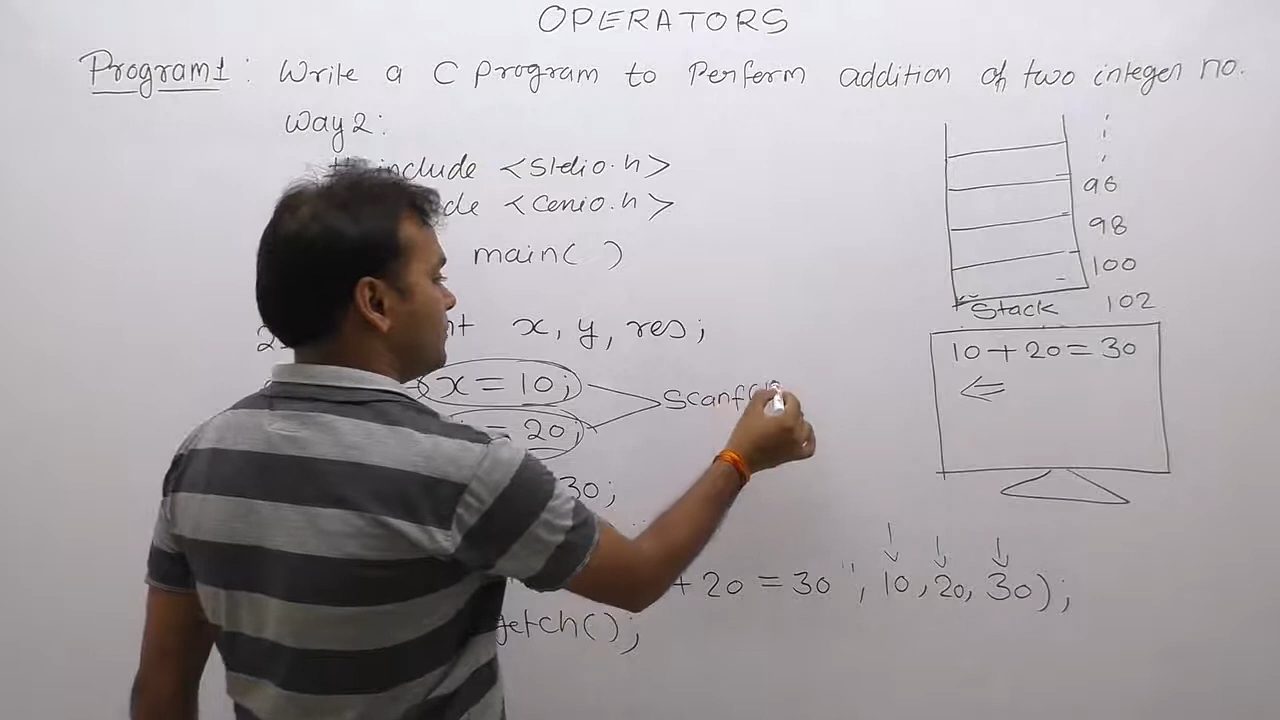 OPERATORS
Program1: Write a C Program to Perform addition of two integer no.
Way2:
include <stdio.h>
<conio.h>
main( )
x, y, res;
x = 10;
= 20;
scanf(
30;
+ 20 = 30", 10, 20, 30);
getch();
96
98
100
102
Stack
10 + 20 = 30